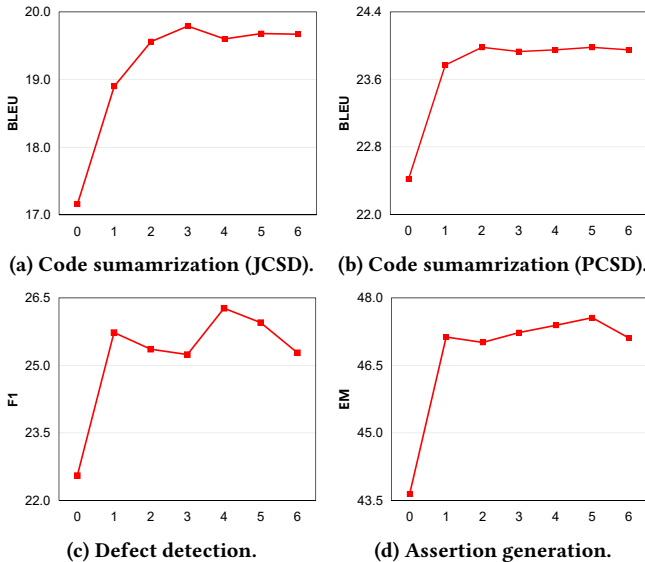 20.0
19.0
18.0
17.0
BLEU
0 1 2 3 4 5 6
(a) Code sumamrization (JCSD).
24.4
23.6
22.8
22.0
BLEU
0 1 2 3 4 5 6
(b) Code sumamrization (PCSD).
26.5
25.0
23.5
22.0
F1
0 1 2 3 4 5 6
(c) Defect detection.
48.0
46.5
45.0
43.5
EM
0 1 2 3 4 5 6
(d) Assertion generation.